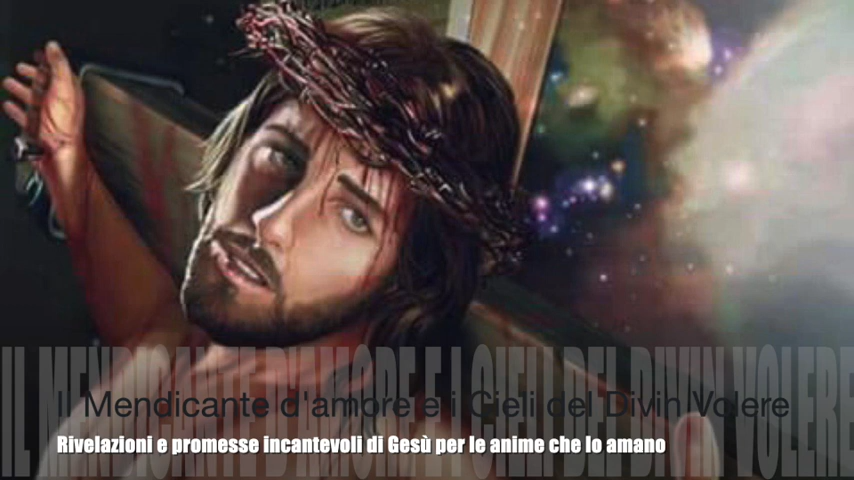 IL MENDICANTE D'AMORE E I CIELI DEL DIVIN VOLERE
Il Mendicante d'amore e i Cieli del Divin Volere
Rivelazioni e promesse incantevoli di Gesù per le anime che lo amano